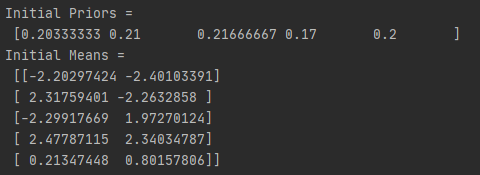 Initial Priors =
 [0.20333333 0.21       0.21666667 0.17       0.2       ]
Initial Means =
 [[-2.20297424 -2.40103391]
 [ 2.31759401 -2.2632858 ]
 [-2.29917669  1.97270124]
 [ 2.47787115  2.34034787]
 [ 0.21347448  0.80157806]]